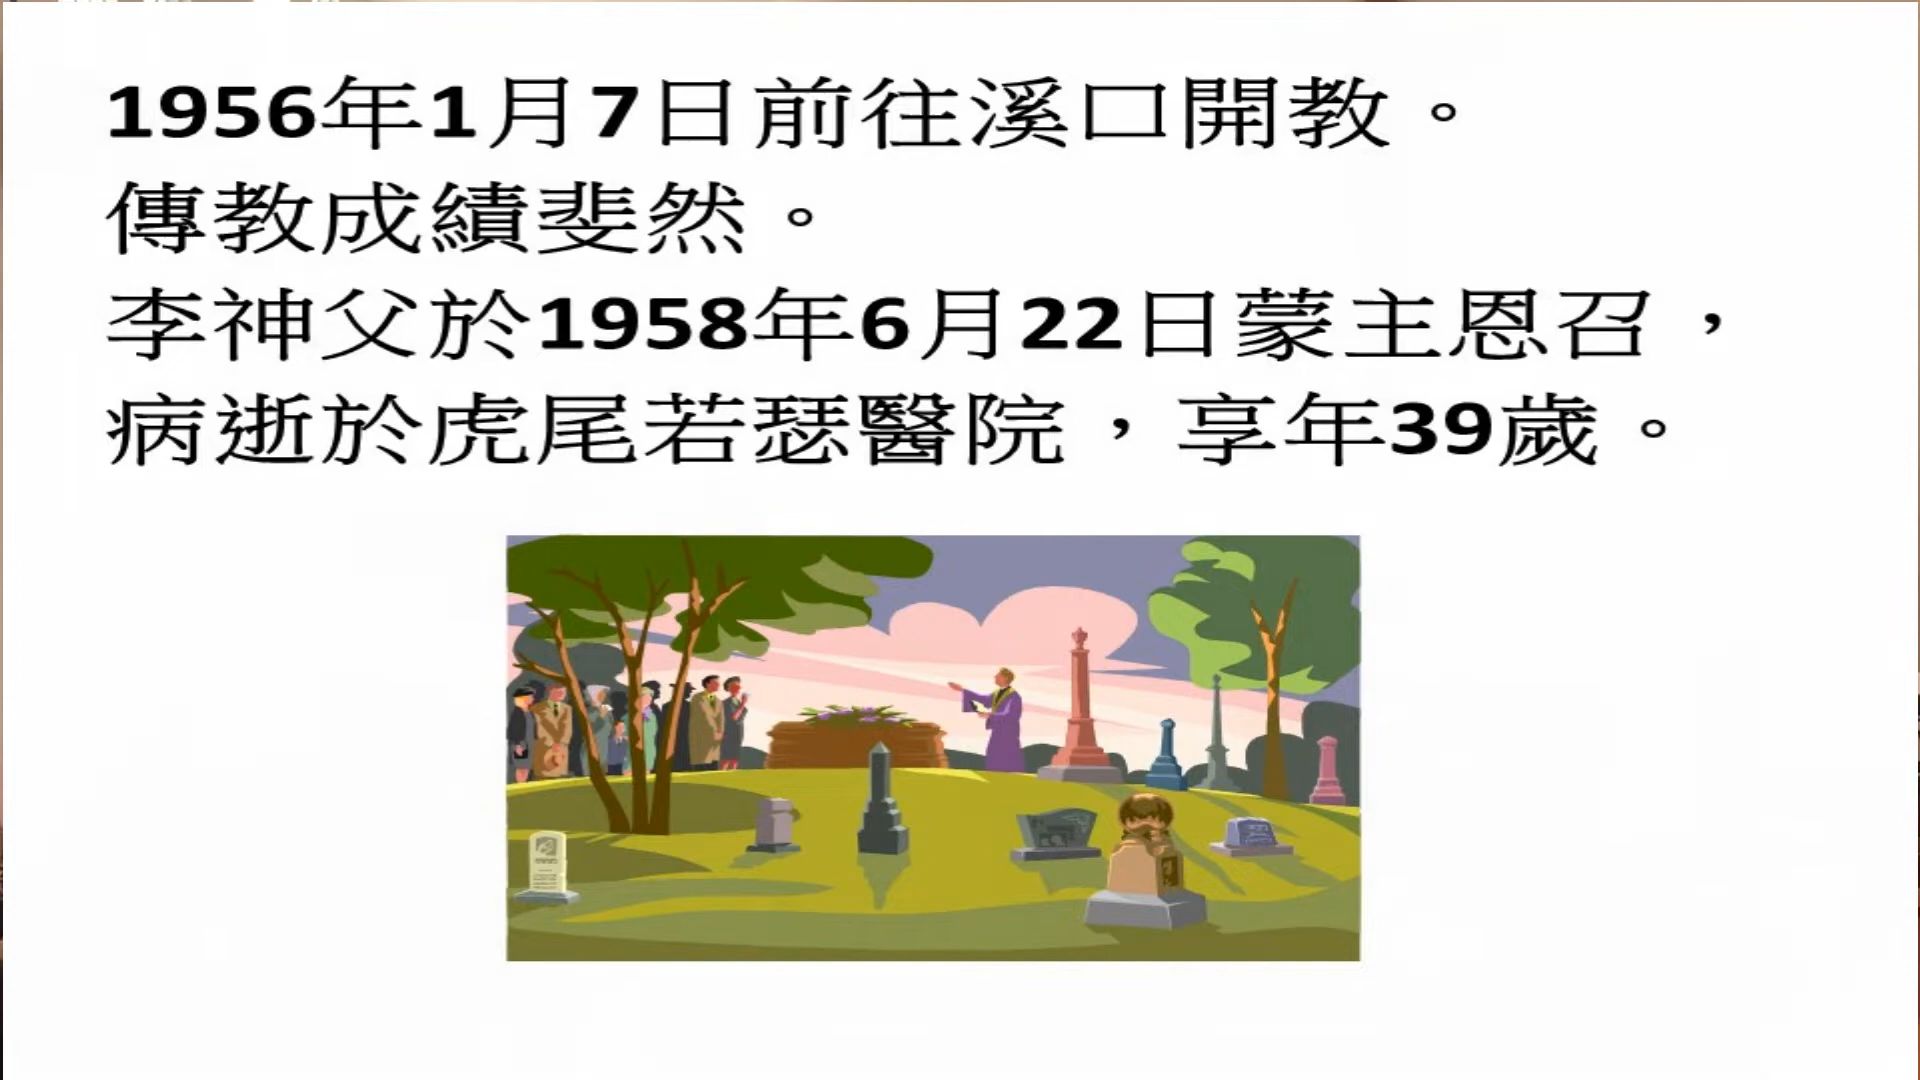 1956年1月7日前往溪口開教。
傳教成績斐然。
李神父於1958年6月22日蒙主恩召，
病逝於虎尾若瑟醫院，享年39歲。